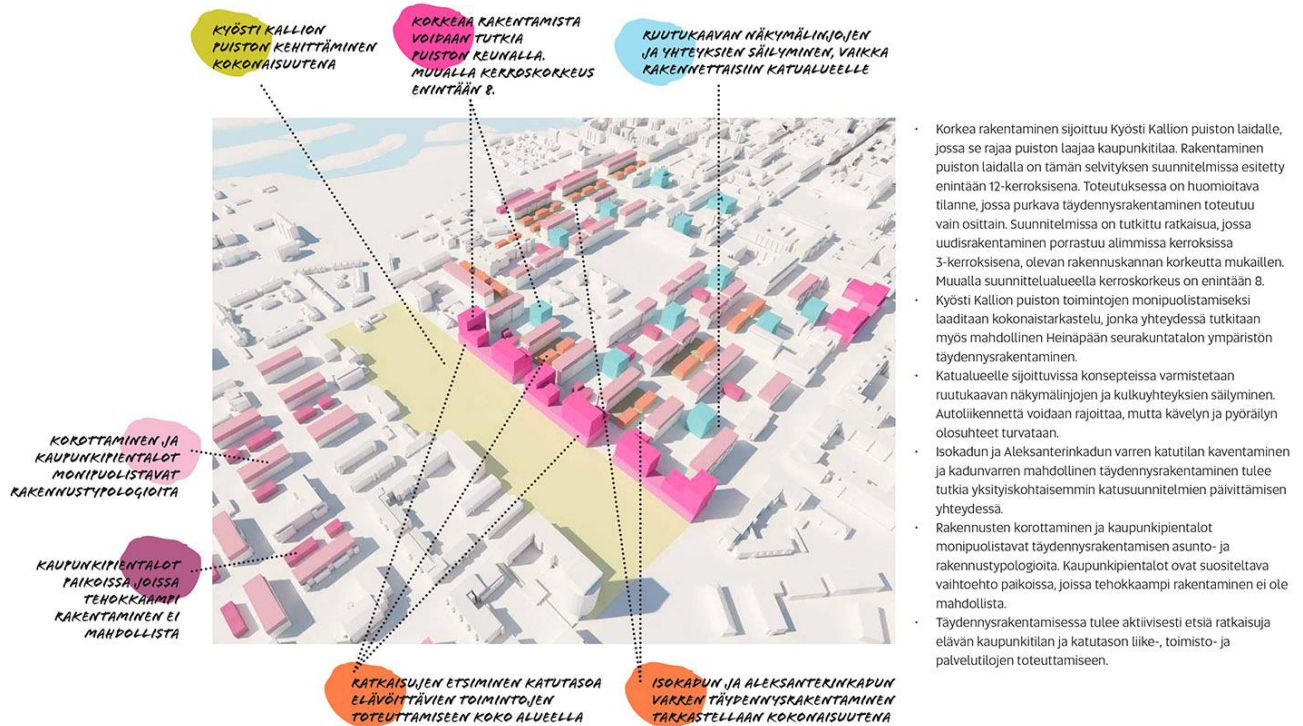 KYÖSTI KALLION
PUISTON KEHITTÄMINEN
KOKONAISUUTENA
KORKEAA RAKENTAMISTA
VOIDAAN TUTKIA
PUISTON REUNALLA.
MUUALLA KERROSKORKEUS
ENINTÄÄN 8.
RUUTUKAAVAN NÄKYMÄLINJOJEN
JA YHTEYKSIEN SÄILYMINEN, VAIKKA
RAKENNETTAISIIN KATUALUEELLE
KOROTTAMINEN JA
KAUPUNKIPIENTALOT
MONIPUOLISTAVAT
RAKENNUSTYPOLOGIOITA
KAUPUNKIPIENTALOT
PAIKOISSA JOISSA
TEHOKKAAMPI
RAKENTAMINEN EI
MAHDOLLISTA
RATKAISUJEN ETSIMINEN KATUTASOA
ELÄVÖITTÄVIEN TOIMINTOJEN
TOTEUTTAMISEEN KOKO ALUEELLA
ISOKADUN JA ALEKSANTERINKADUN
VARREN TÄYDENNYSRAKENTAMINEN
TARKASTELLAAN KOKONAISUUTENA
• Korkea rakentaminen sijoittuu Kyösti Kallion puiston laidalle,
jossa se rajaa puiston laajaa kaupunkitilaa. Rakentaminen
puiston laidalla on tämän selvityksen suunnitelmissa esitetty
enintään 12-kerroksisena. Toteutuksessa on huomioitava
tilanne, jossa purkava täydennysrakentaminen toteutuu
vain osittain. Suunnitelmissa on tutkittu ratkaisua, jossa
uudisrakentaminen porrastuu alimmissa kerroksissa
3-kerroksisena, olevan rakennuskannan korkeutta mukaillen.
Muualla suunnittelualueella kerroskorkeus on enintään 8.
• Kyösti Kallion puiston toimintojen monipuolistamiseksi
laaditaan kokonaistarkastelu, jonka yhteydessä tutkitaan
myös mahdollinen Heinäpään seurakuntatalon ympäristön
täydennysrakentaminen.
• Katualueelle sijoittuvissa konsepteissa varmistetaan
ruutukaavan näkymälinjojen ja kulkuyhteyksien säilyminen.
Autoliikennettä voidaan rajoittaa, mutta kävelyn ja pyöräilyn
olosuhteet turvataan.
• Isokadun ja Aleksanterinkadun varren katutilan kaventaminen
ja kadunvarren mahdollinen täydennysrakentaminen tulee
tutkia yksityiskohtaisemmin katusuunnitelmien päivittämisen
yhteydessä.
• Rakennusten korottaminen ja kaupunkipientalot
monipuolistavat täydennysrakentamisen asunto- ja
rakennustypologioita. Kaupunkipientalot ovat suositeltava
vaihtoehto paikoissa, joissa tehokkaampi rakentaminen ei ole
mahdollista.
• Täydennysrakentamisessa tulee aktiivisesti etsiä ratkaisuja
elävän kaupunkitilan ja katutason liike-, toimisto- ja
palvelutilojen toteuttamiseen.